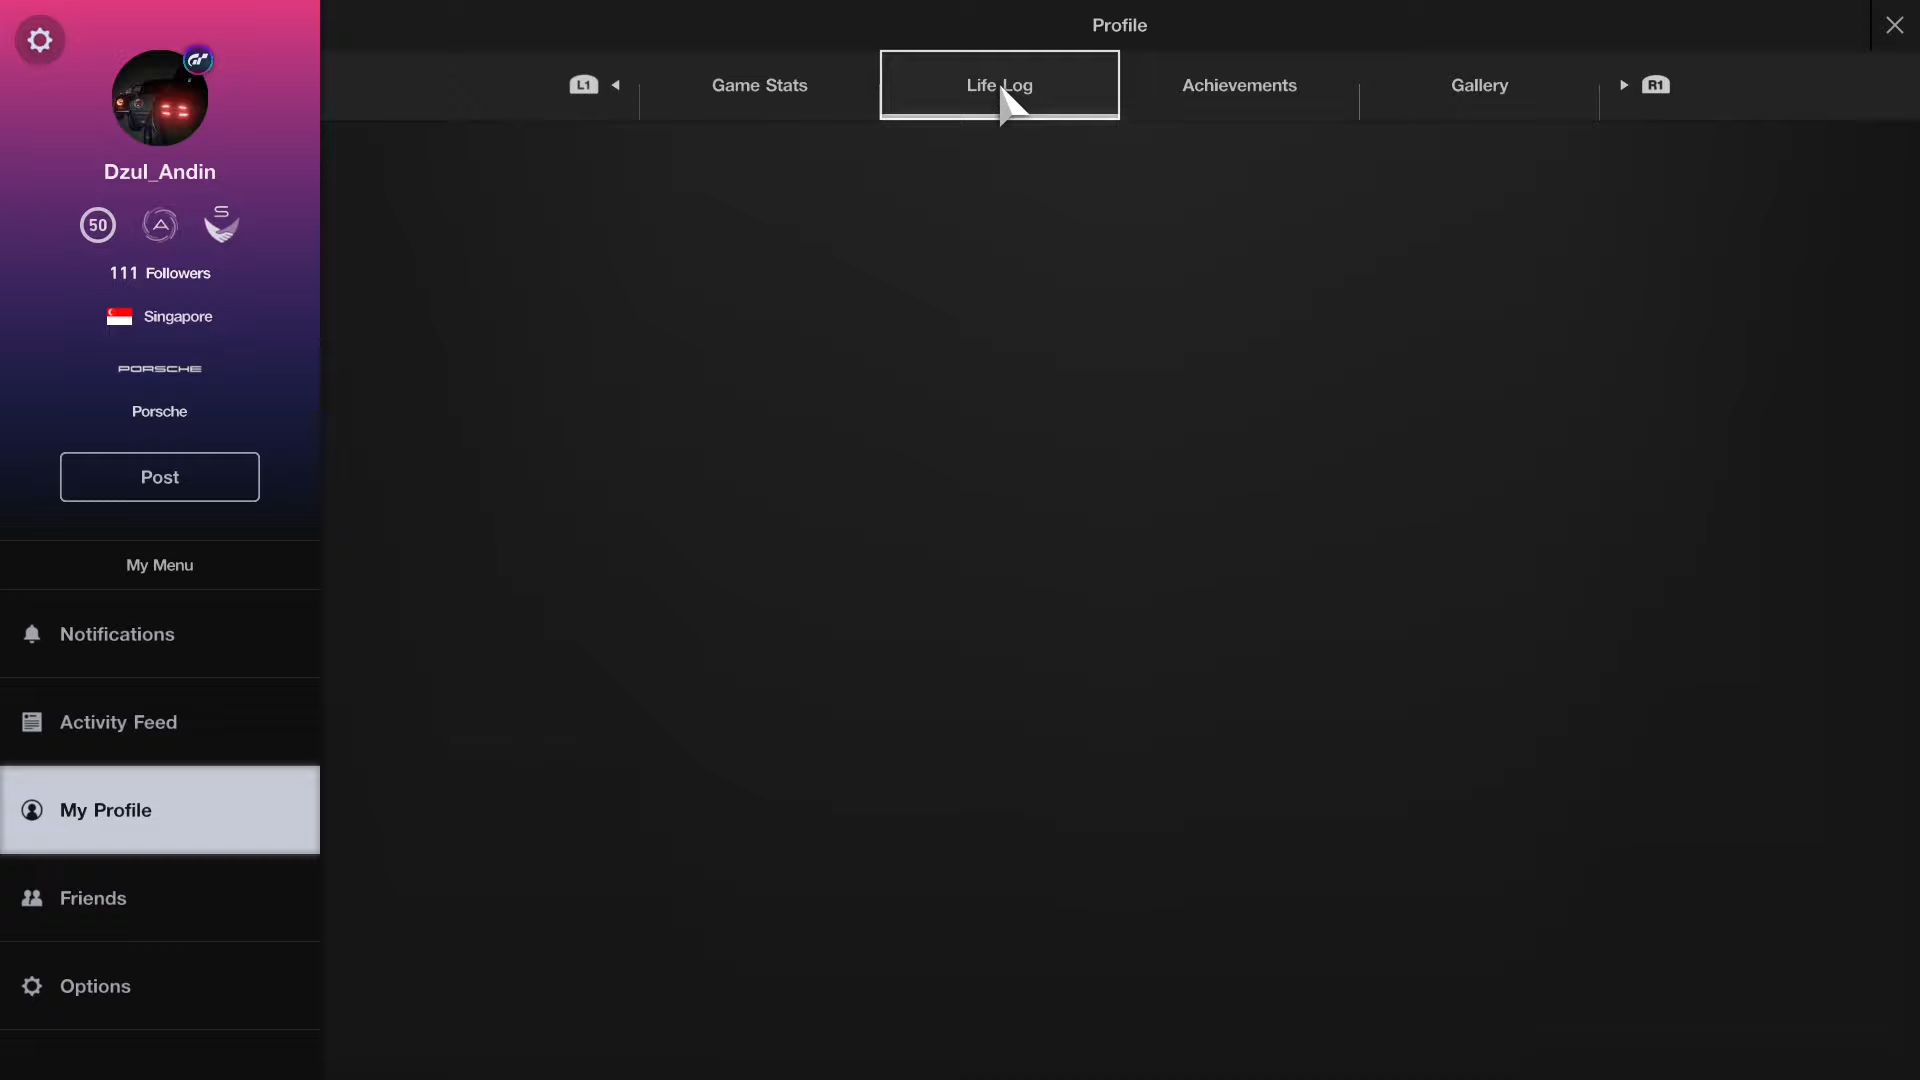 Profile
L1 Game Stats Life Log Achievements Gallery R1
GT
Dzul_Andin
50 A S
111 Followers
Singapore
PORSCHE
Porsche
Post
My Menu
Notifications
Activity Feed
My Profile
Friends
Options